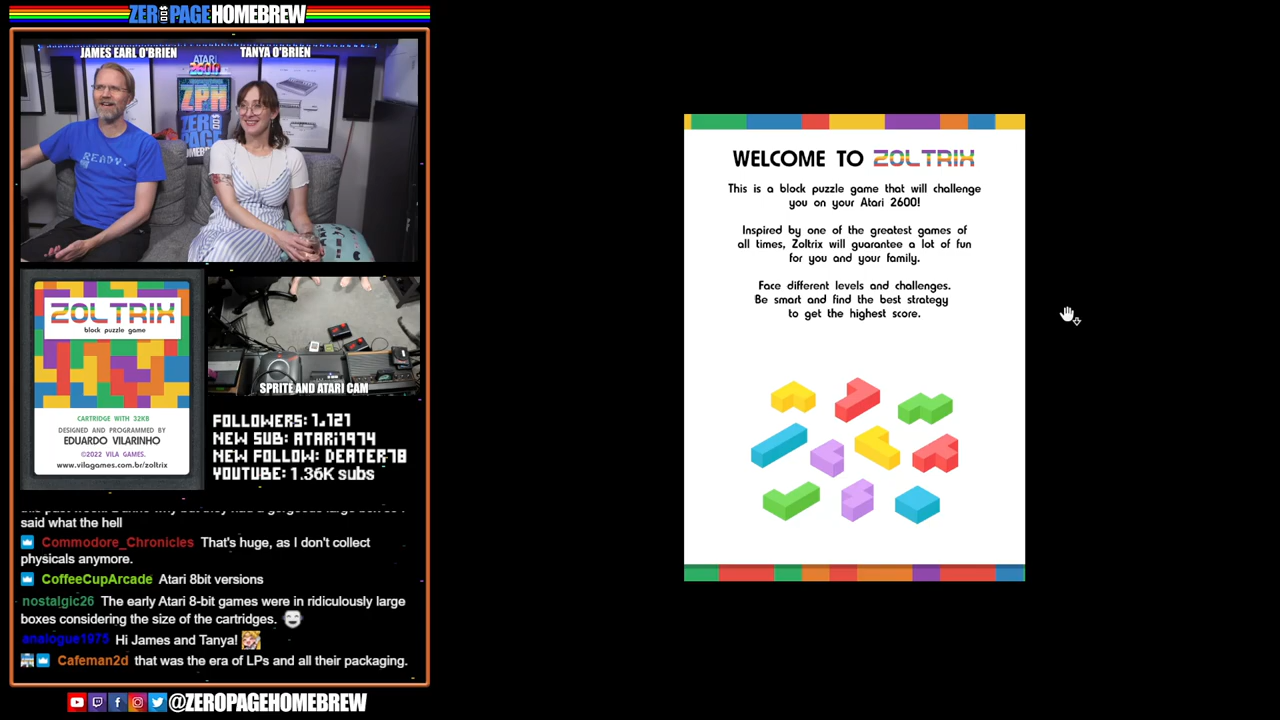 ZEROPAGE HOMEBREW
JAMES EARL O'BRIEN
TANYA O'BRIEN
ATARI
2600
ZPH
ZERO
PAGE
READY.
ZOLTRIX
block puzzle game
CARTRIDGE WITH 32KB
DESIGNED AND PROGRAMMED BY
EDUARDO VILARINHO
©2022 VILA GAMES.
www.vilagames.com.br/zoltrix
SPRITE AND ATARI CAM
FOLLOWERS: 1,121
NEW SUB: ATARI1974
NEW FOLLOW: DEATER78
YOUTUBE: 1.36K subs
said what the hell
Commodore_Chronicles That's huge, as I don't collect
physicals anymore.
CoffeeCupArcade Atari 8bit versions
nostalgic26 The early Atari 8-bit games were in ridiculously large
boxes considering the size of the cartridges.
analogue1975 Hi James and Tanya!
Cafeman2d that was the era of LPs and all their packaging.
@ZEROPAGEHOMEBREW
WELCOME TO ZOLTRIX
This is a block puzzle game that will challenge
you on your Atari 2600!
Inspired by one of the greatest games of
all times, Zoltrix will guarantee a lot of fun
for you and your family.
Face different levels and challenges.
Be smart and find the best strategy
to get the highest score.